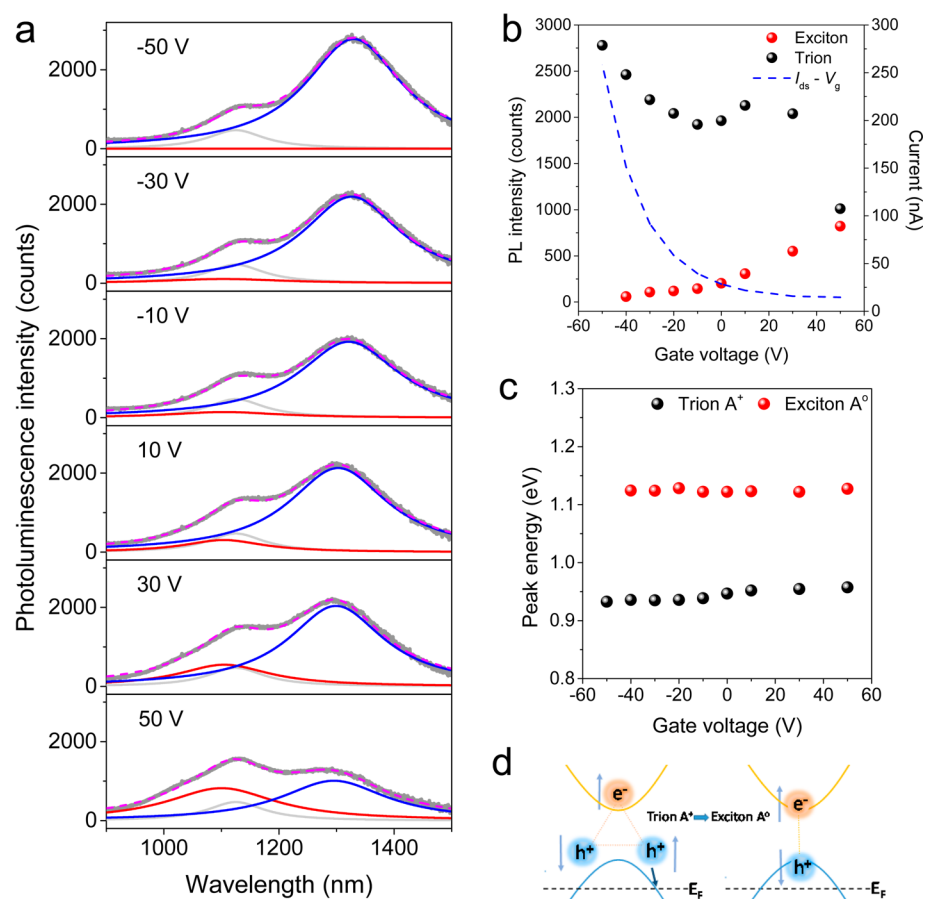 a
Photoluminescence intensity (counts)
-50 V
2000
0
-30 V
2000
0
-10 V
2000
0
10 V
2000
0
30 V
2000
0
50 V
2000
0
1000 1200 1400
Wavelength (nm)
b
PL intensity (counts)
3000
2500
2000
1500
1000
500
0
Exciton
Trion
I_ds - V_g
300
250
200
150
100
50
0
Current (nA)
-60 -40 -20 0 20 40 60
Gate voltage (V)
c
Peak energy (eV)
1.3
1.2
1.1
1.0
0.9
0.8
Trion A⁺ Exciton A⁰
-60 -40 -20 0 20 40 60
Gate voltage (V)
d
e⁻
Trion A⁺ Exciton A⁰
e⁻
h⁺ h⁺
h⁺
E_F
E_F